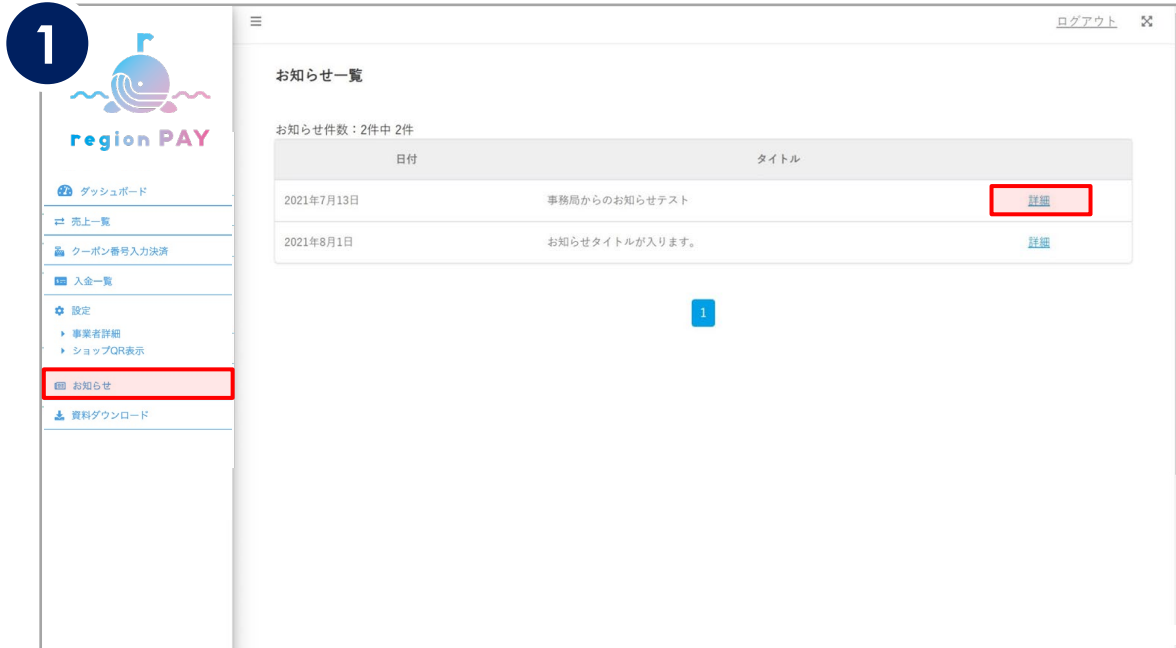 1
region PAY
ダッシュボード
売上一覧
クーポン番号入力決済
入金一覧
設定
事業者詳細
ショップQR表示
お知らせ
資料ダウンロード
ログアウト
お知らせ一覧
お知らせ件数：2件中 2件
日付 タイトル
2021年7月13日 事務局からのお知らせテスト 詳細
2021年8月1日 お知らせタイトルが入ります。 詳細
1